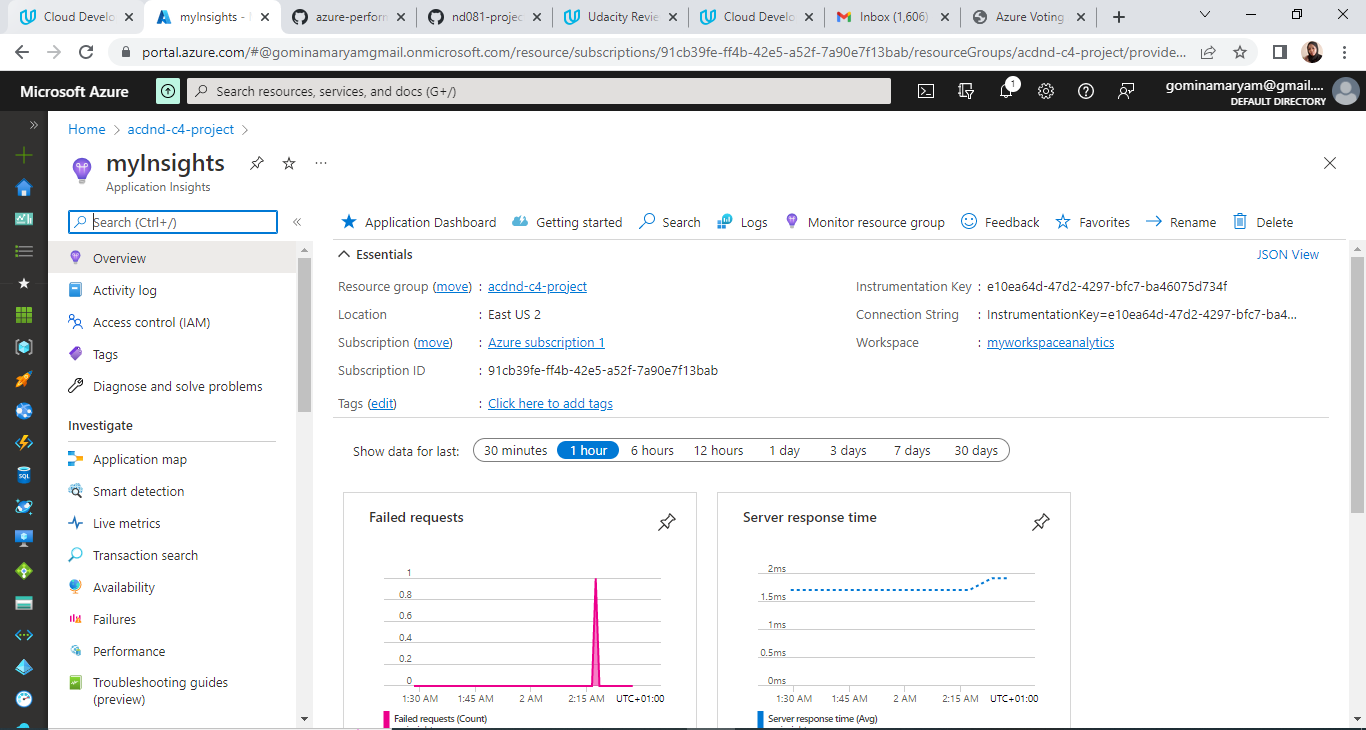 Cloud Develo
myInsights -
azure-perforn
nd081-projec
Udacity Revie
Cloud Develo
Inbox (1,606)
Azure Voting
portal.azure.com/#@gominamaryamgmail.onmicrosoft.com/resource/subscriptions/91cb39fe-ff4b-42e5-a52f-7a90e7f13bab/resourceGroups/acdnd-c4-project/provide...
Microsoft Azure
Search resources, services, and docs (G+/)
1
gominamaryam@gmail....
DEFAULT DIRECTORY
Home > acdnd-c4-project >
myInsights
Application Insights
Search (Ctrl+/)
Overview
Activity log
Access control (IAM)
Tags
Diagnose and solve problems
Investigate
Application map
Smart detection
Live metrics
Transaction search
Availability
Failures
Performance
Troubleshooting guides
(preview)
SQL
Application Dashboard
Getting started
Search
Logs
Monitor resource group
Feedback
Favorites
Rename
Delete
Essentials
JSON View
Resource group (move) : acdnd-c4-project
Location : East US 2
Subscription (move) : Azure subscription 1
Subscription ID : 91cb39fe-ff4b-42e5-a52f-7a90e7f13bab
Tags (edit) : Click here to add tags
Instrumentation Key : e10ea64d-47d2-4297-bfc7-ba46075d734f
Connection String : InstrumentationKey=e10ea64d-47d2-4297-bfc7-ba4...
Workspace : myworkspaceanalytics
Show data for last:
30 minutes
1 hour
6 hours
12 hours
1 day
3 days
7 days
30 days
Failed requests
1
0.8
0.6
0.4
0.2
0
1:30 AM 1:45 AM 2 AM 2:15 AM UTC+01:00
Failed requests (Count)
Server response time
2ms
1.5ms
1ms
0.5ms
0ms
1:30 AM 1:45 AM 2 AM 2:15 AM UTC+01:00
Server response time (Avg)